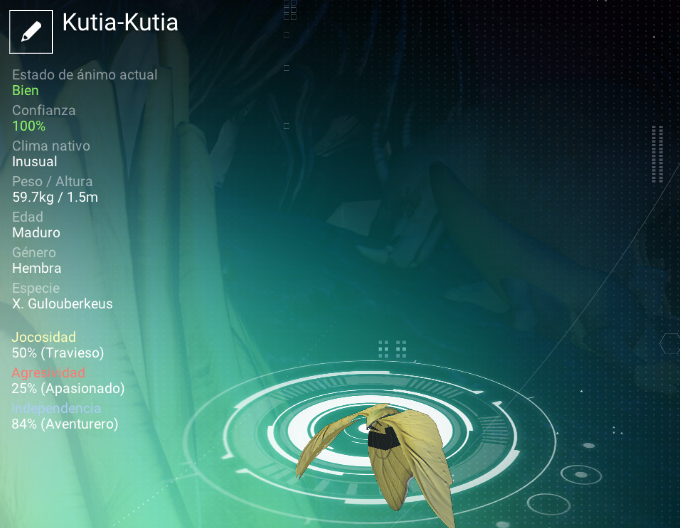 Kutia-Kutia
Estado de ánimo actual
Bien
Confianza
100%
Clima nativo
Inusual
Peso / Altura
59.7kg / 1.5m
Edad
Maduro
Género
Hembra
Especie
X. Gulouberkeus
Jocosidad
50% (Travieso)
Agresividad
25% (Apasionado)
Independencia
84% (Aventurero)